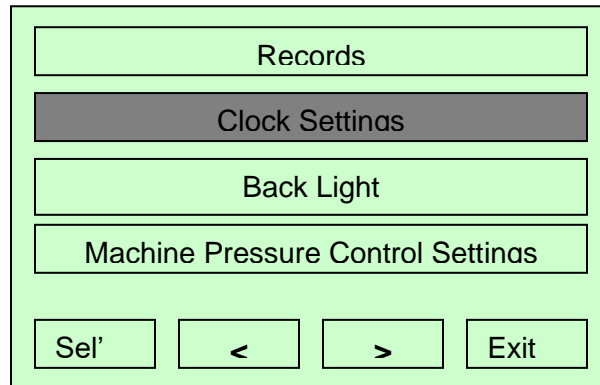 Records
Clock Settings
Back Light
Machine Pressure Control Settings
Sel' < > Exit